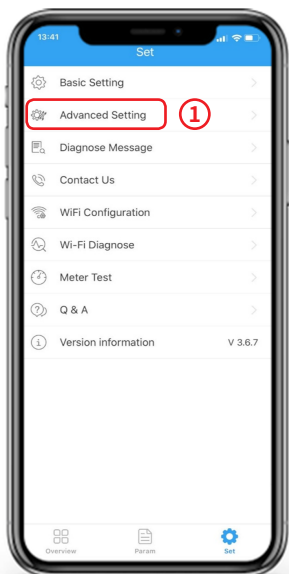 13:41
Set
Basic Setting
Advanced Setting 1
Diagnose Message
Contact Us
WiFi Configuration
Wi-Fi Diagnose
Meter Test
Q & A
Version information V 3.6.7
Overview Param Set